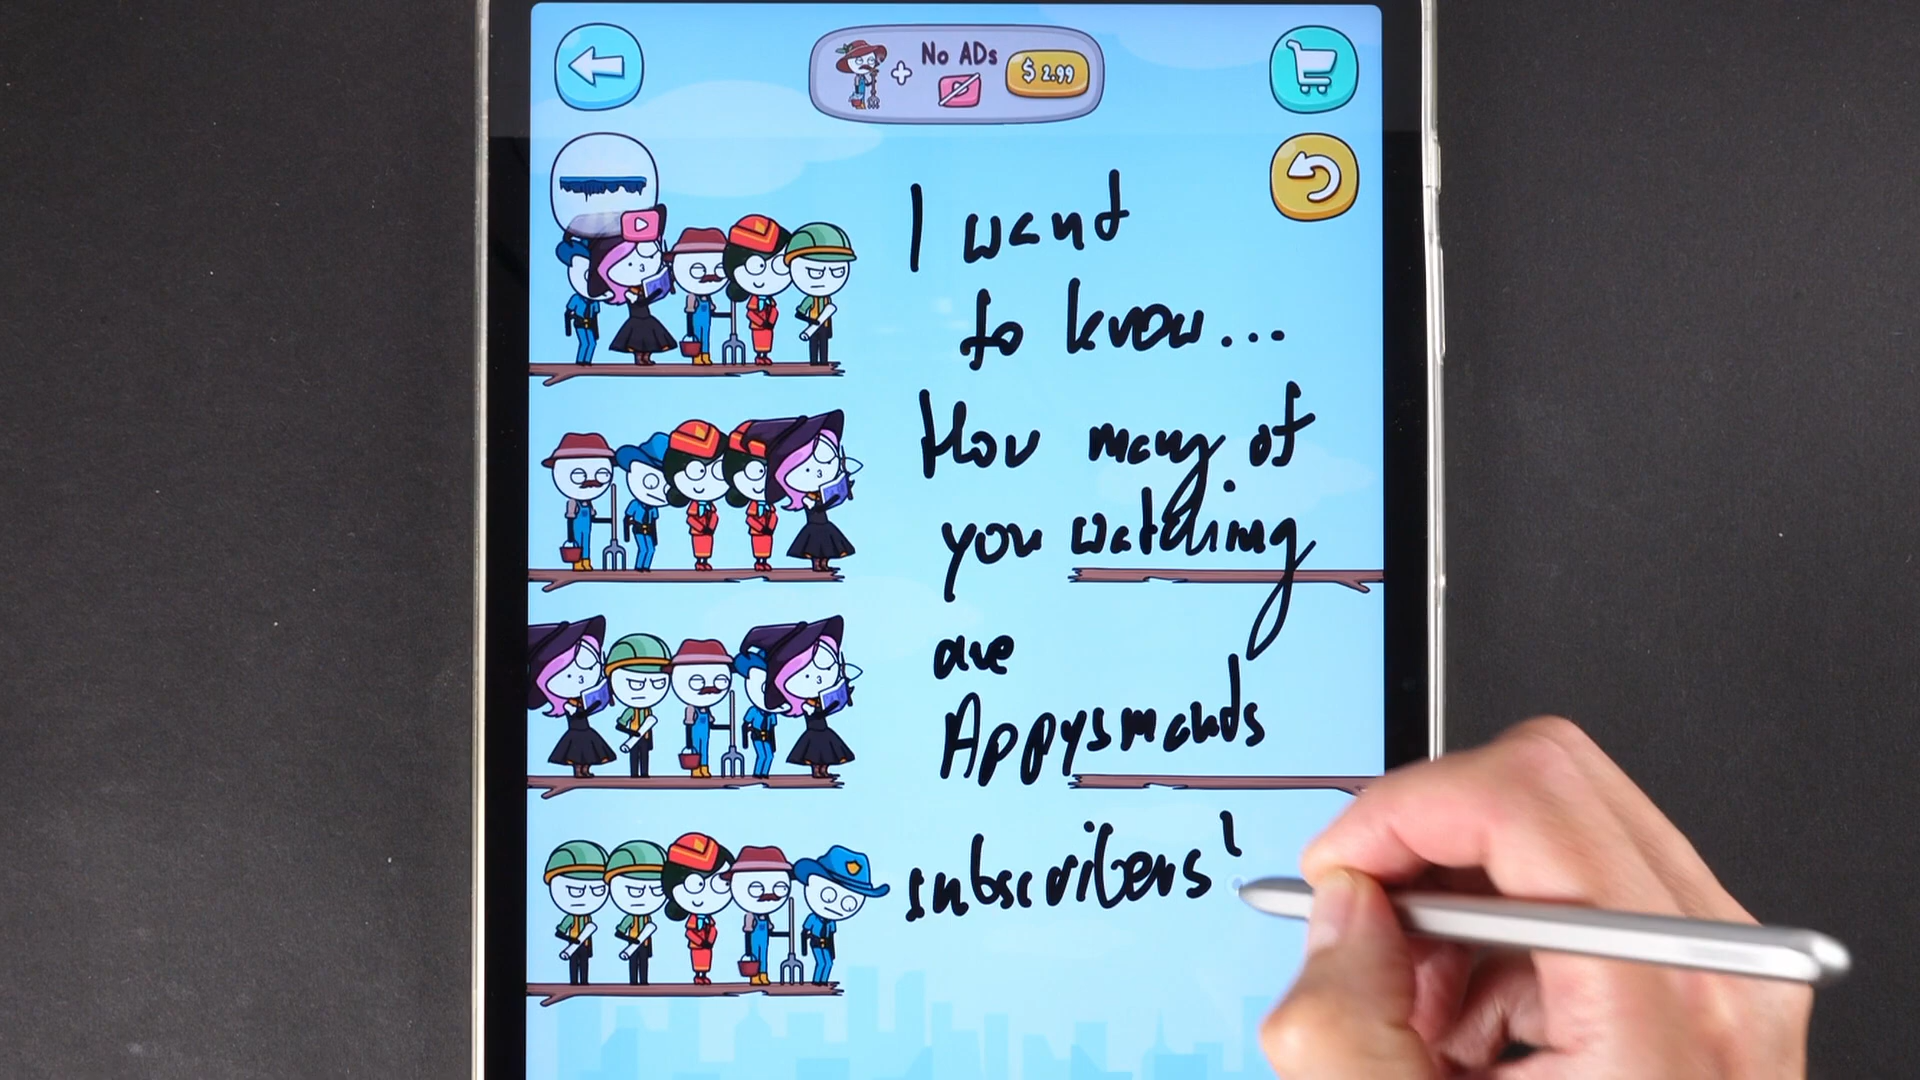 No ADs
$ 2.99
I want
to know...
How many of
you watching
are
Appysmarts
subscribers!